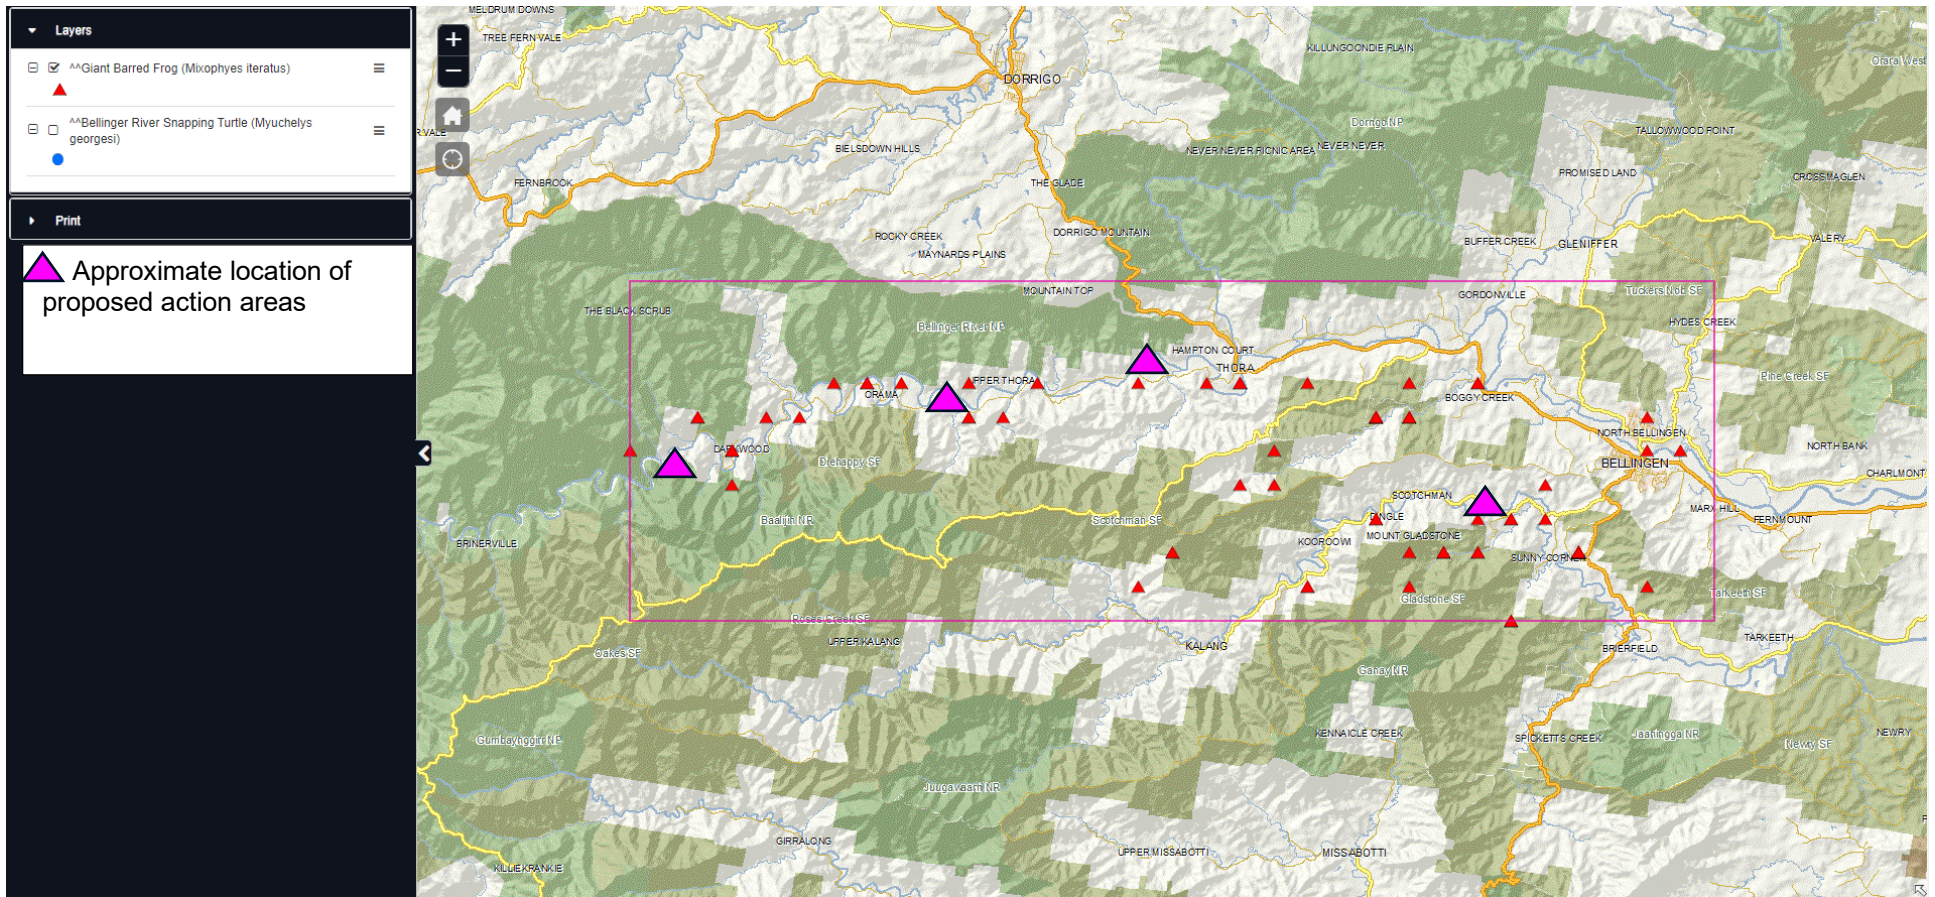 Layers
^^Giant Barred Frog (Mixophyes iteratus)
^^Bellinger River Snapping Turtle (Myuchelys
georgesi)
Print
Approximate location of
proposed action areas
MELDRUM DOWNS
TREE FERN VALE
KILLUNGOONDIE PLAIN
Orara West
DORRIGO
R VALE
Dorrigo NP
TALLOWWOOD POINT
BIELSDOWN HILLS
NEVER NEVER PICNIC AREA
NEVER NEVER
PROMISED LAND
CROSSMAGLEN
FERNBROOK
THE GLADE
ROCKY CREEK
DORRIGO MOUNTAIN
BUFFER CREEK
GLENIFFER
VALERY
MAYNARDS PLAINS
MOUNTAIN TOP
GORDONVILLE
Tuckers Nob SF
THE BLACK SCRUB
Bellinger River NP
HYDES CREEK
HAMPTON COURT
THORA
Pine Creek SF
UPPER THORA
ORAMA
BOGGY CREEK
NORTH BELLINGEN
NORTH BANK
DARKWOOD
Diehappy SF
BELLINGEN
CHARLMONT
SCOTCHMAN
MARX HILL
FERNMOUNT
Baalijin NR
Scotchman SF
MOUNT GLADSTONE
BRINERVILLE
KOOROOWI
SUNNY CORNER
Gladstone SF
Tarkeeth SF
Roses Creek SF
UPPER KALANG
KALANG
TARKEETH
BRIERFIELD
Oakes SF
Ganay NR
Gumbaynggirr NP
KENNAICLE CREEK
SPICKETTS CREEK
Jaaningga NR
Newry SF
NEWRY
Juugawaarri NR
GIRRALONG
UPPER MISSABOTTI
MISSABOTTI
KILLIEKRANKIE